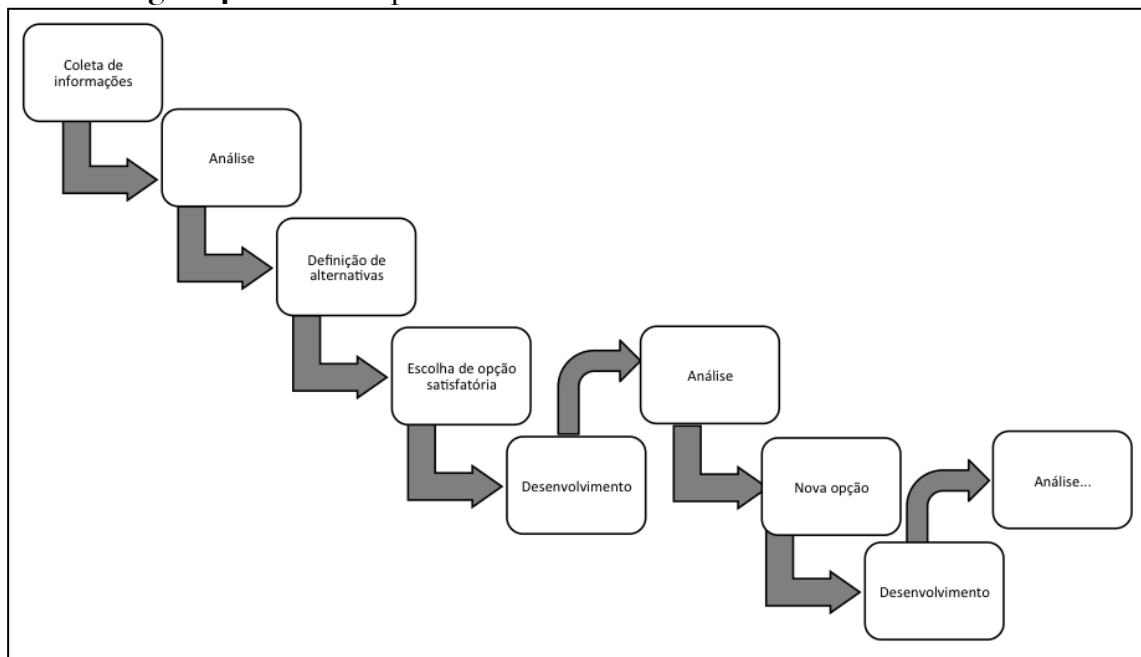 Coleta de
informações
Análise
Definição de
alternativas
Escolha de opção
satisfatória
Desenvolvimento
Análise
Nova opção
Desenvolvimento
Análise...